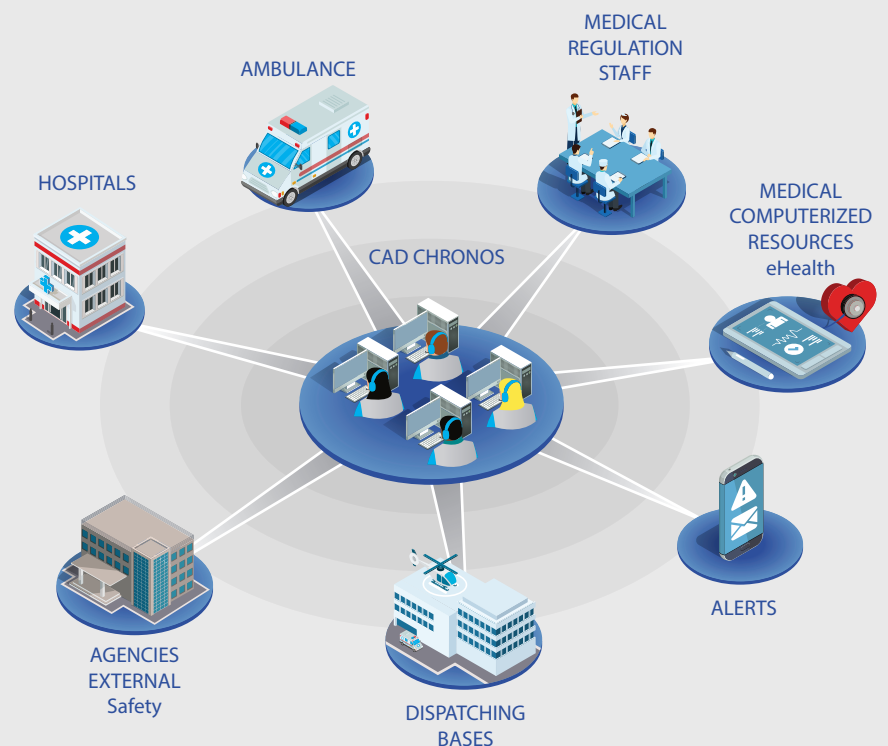 MEDICAL
REGULATION
STAFF
AMBULANCE
HOSPITALS
MEDICAL
COMPUTERIZED
RESOURCES
eHealth
CAD CHRONOS
ALERTS
AGENCIES
EXTERNAL
Safety
DISPATCHING
BASES